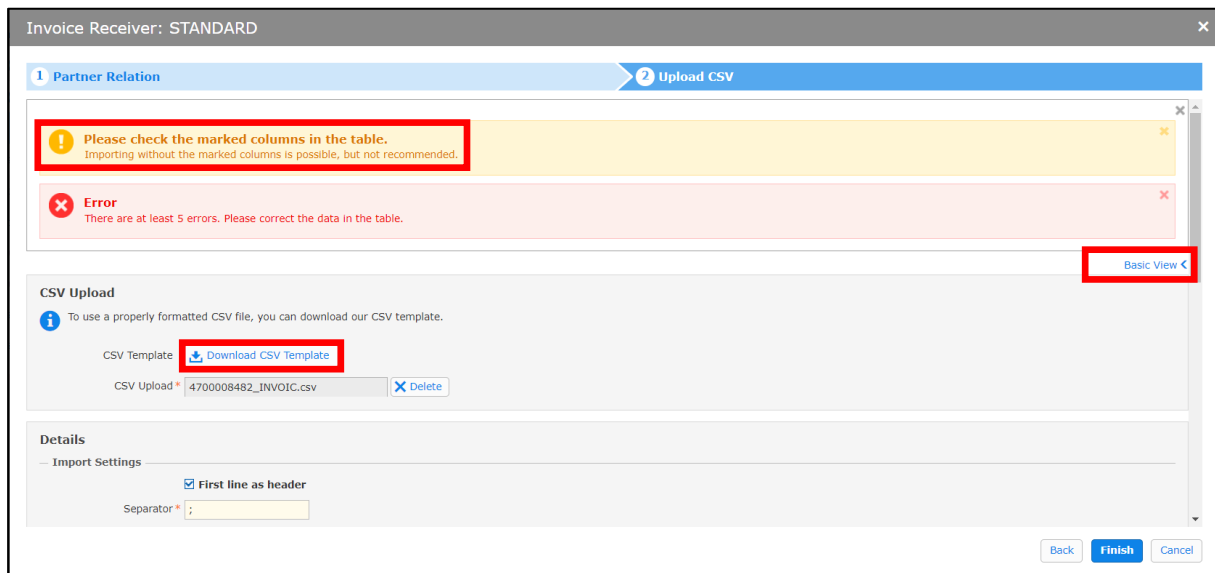 Invoice Receiver: STANDARD
1 Partner Relation
2 Upload CSV
Please check the marked columns in the table.
Importing without the marked columns is possible, but not recommended.
Error
There are at least 5 errors. Please correct the data in the table.
Basic View
CSV Upload
To use a properly formatted CSV file, you can download our CSV template.
CSV Template Download CSV Template
CSV Upload * 4700008482_INVOIC.csv Delete
Details
Import Settings
First line as header
Separator * ;
Back Finish Cancel